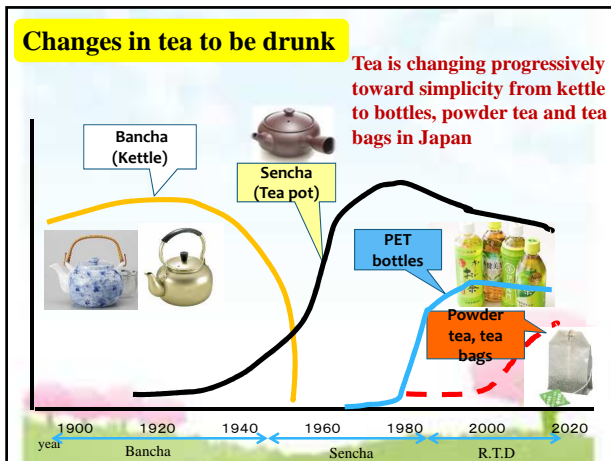 Changes in tea to be drunk
Tea is changing progressively
toward simplicity from kettle
to bottles, powder tea and tea
bags in Japan
Bancha
(Kettle)
Sencha
(Tea pot)
PET
bottles
Powder
tea, tea
bags
year
1900
1920
1940
1960
1980
2000
2020
Bancha
Sencha
R.T.D